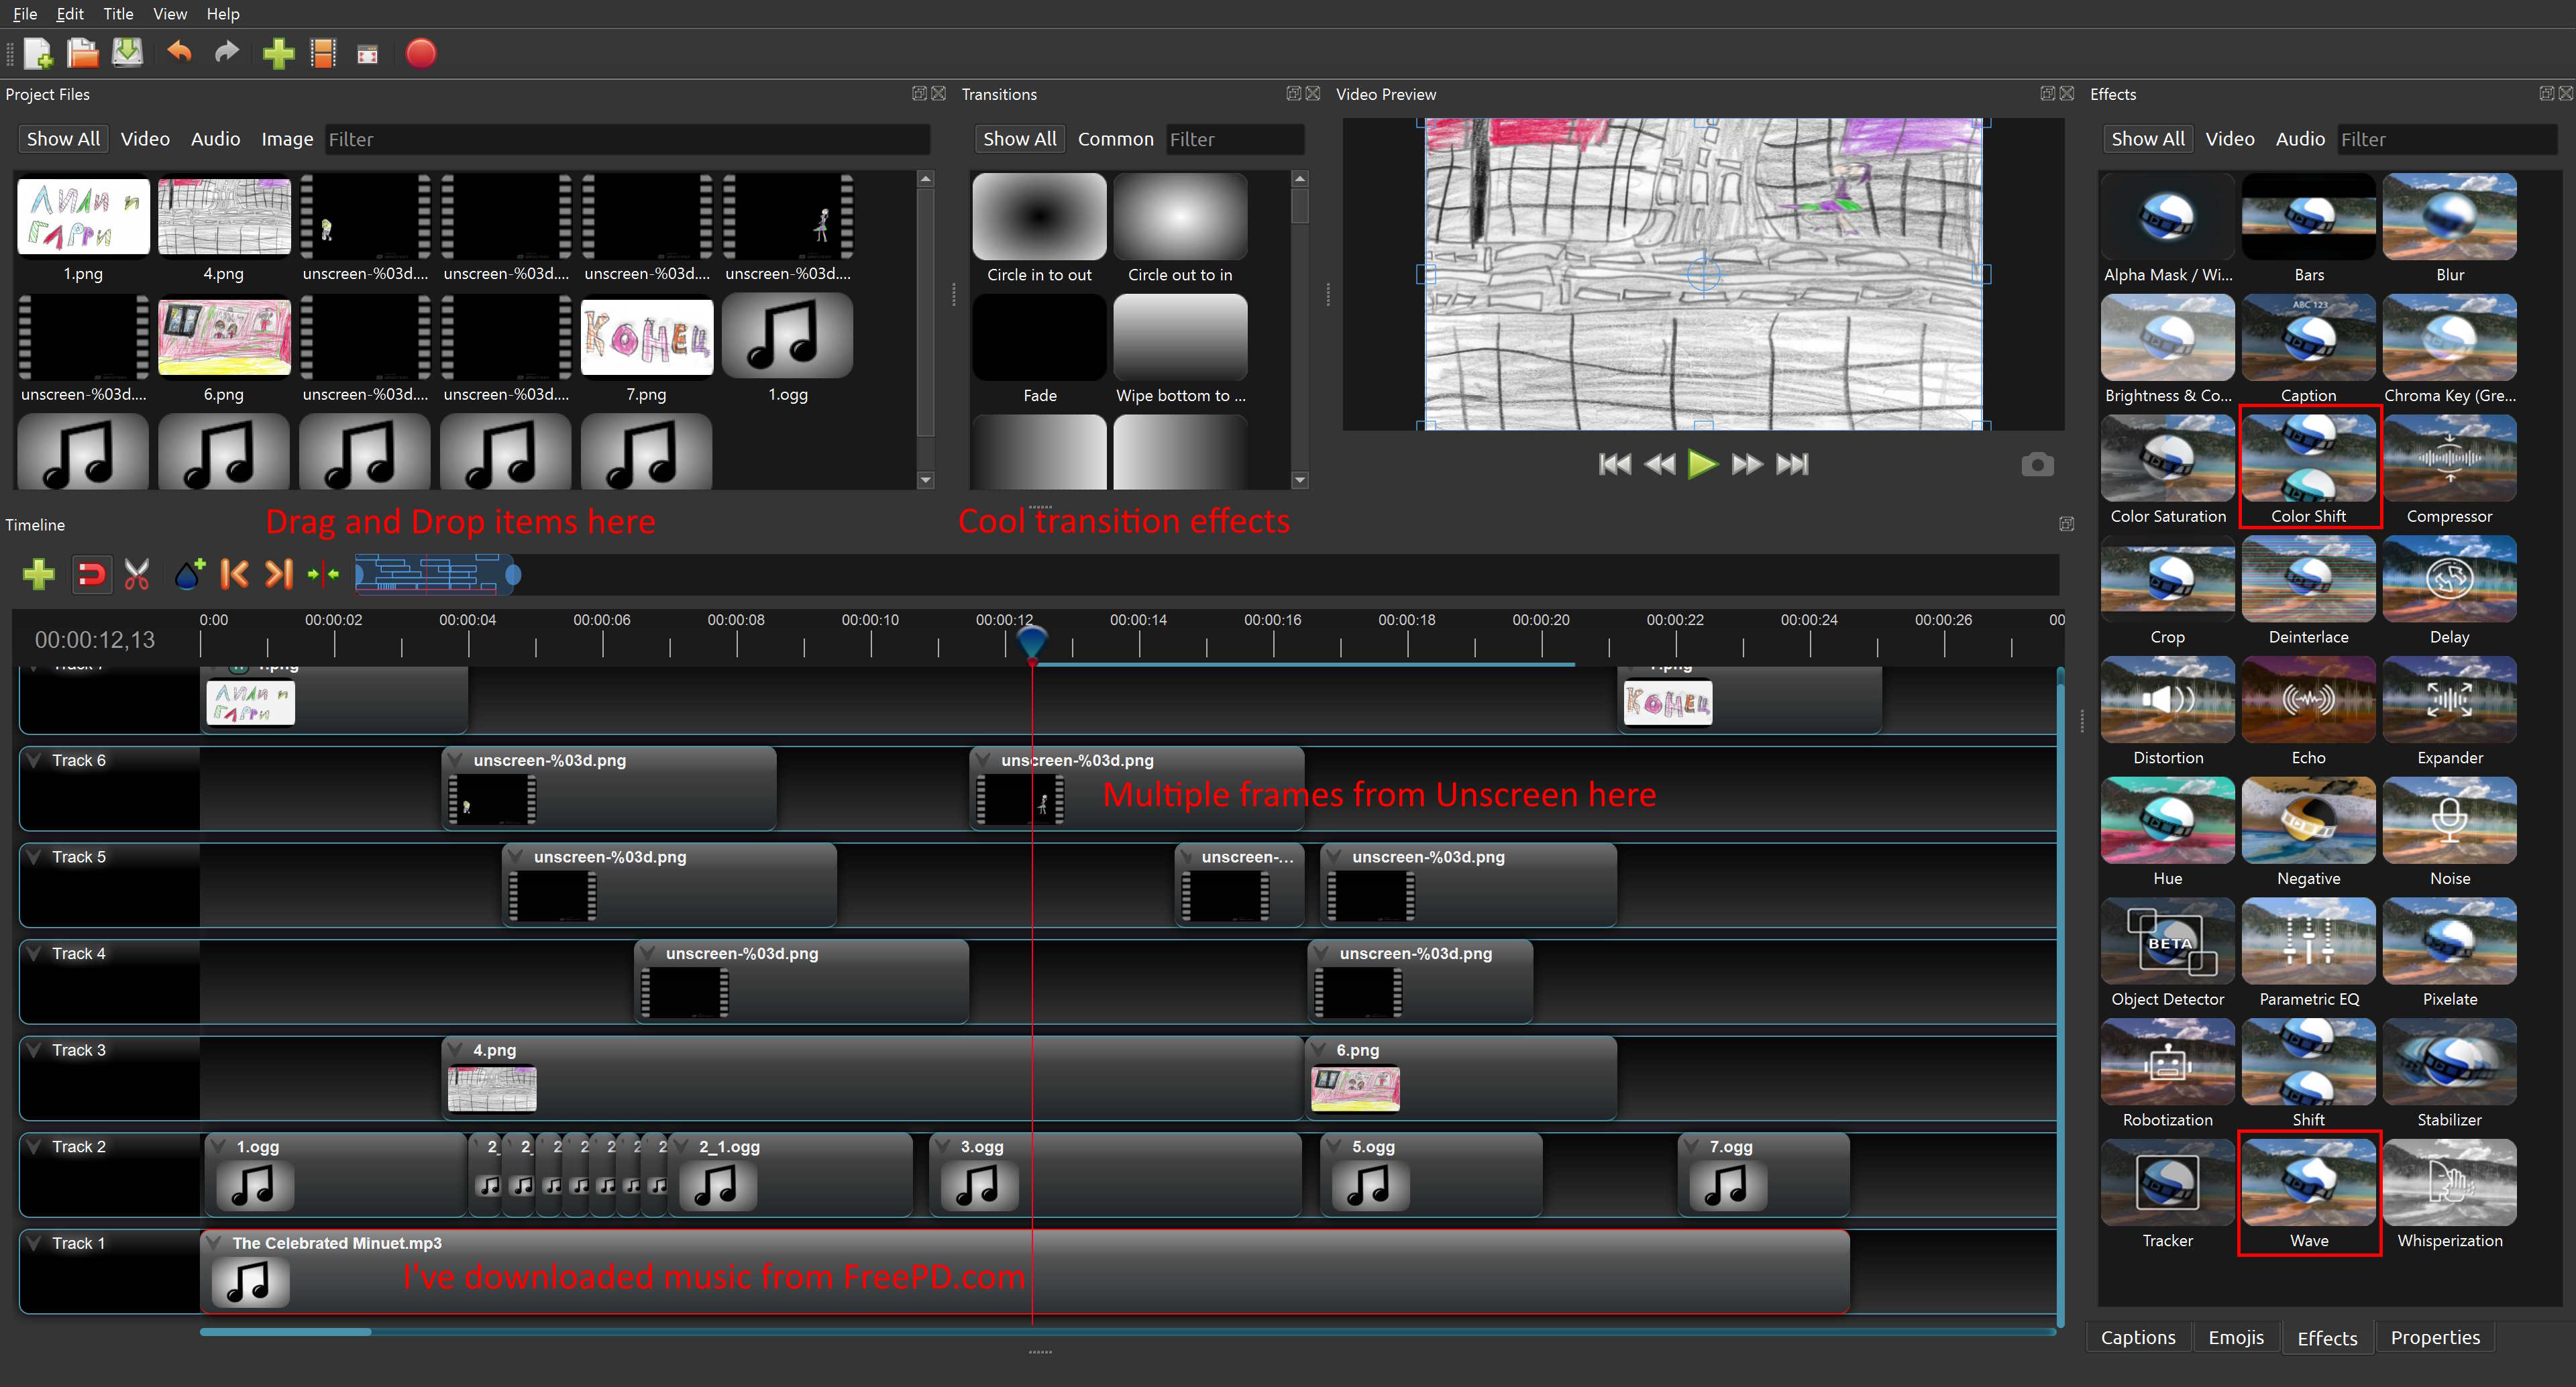 File Edit Title View Help
Project Files
Transitions
Video Preview
Effects
Show All Video Audio Image Filter
Show All Common Filter
Show All Video Audio Filter
ЛИЛИ И
ГАРРИ
1.png 4.png unscreen-%03d.... unscreen-%03d.... unscreen-%03d.... unscreen-%03d....
КОНЕЦ
unscreen-%03d.... 6.png unscreen-%03d.... unscreen-%03d.... 7.png 1.ogg
Circle in to out Circle out to in
Fade Wipe bottom to ...
Alpha Mask / Wi... Bars Blur
ABC 123
Brightness & Co... Caption Chroma Key (Gre...
Color Saturation Color Shift Compressor
Crop Deinterlace Delay
Distortion Echo Expander
Hue Negative Noise
BETA
Object Detector Parametric EQ Pixelate
Robotization Shift Stabilizer
Tracker Wave Whisperization
Captions Emojis Effects Properties
Timeline
Drag and Drop items here
Cool transition effects
00:00:12,13
0:00 00:00:02 00:00:04 00:00:06 00:00:08 00:00:10 00:00:12 00:00:14 00:00:16 00:00:18 00:00:20 00:00:22 00:00:24 00:00:26 00
ЛИЛИ И
ГАРРИ
КОНЕЦ
Track 6 unscreen-%03d.png unscreen-%03d.png
Multiple frames from Unscreen here
Track 5 unscreen-%03d.png unscreen-... unscreen-%03d.png
Track 4 unscreen-%03d.png unscreen-%03d.png
Track 3 4.png 6.png
Track 2 1.ogg 2_ 2_ 2 2 2 2 2 2_1.ogg 3.ogg 5.ogg 7.ogg
Track 1 The Celebrated Minuet.mp3
I've downloaded music from FreePD.com